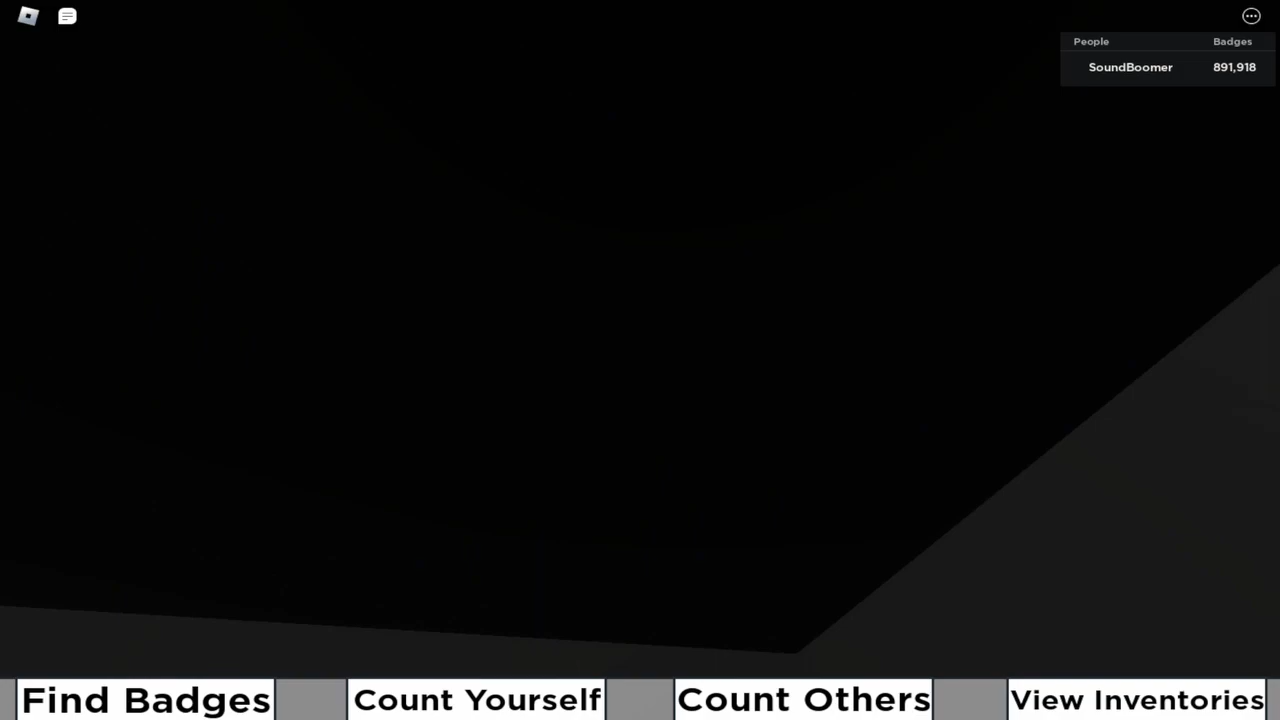 People Badges
SoundBoomer 891,918
Find Badges Count Yourself Count Others View Inventories